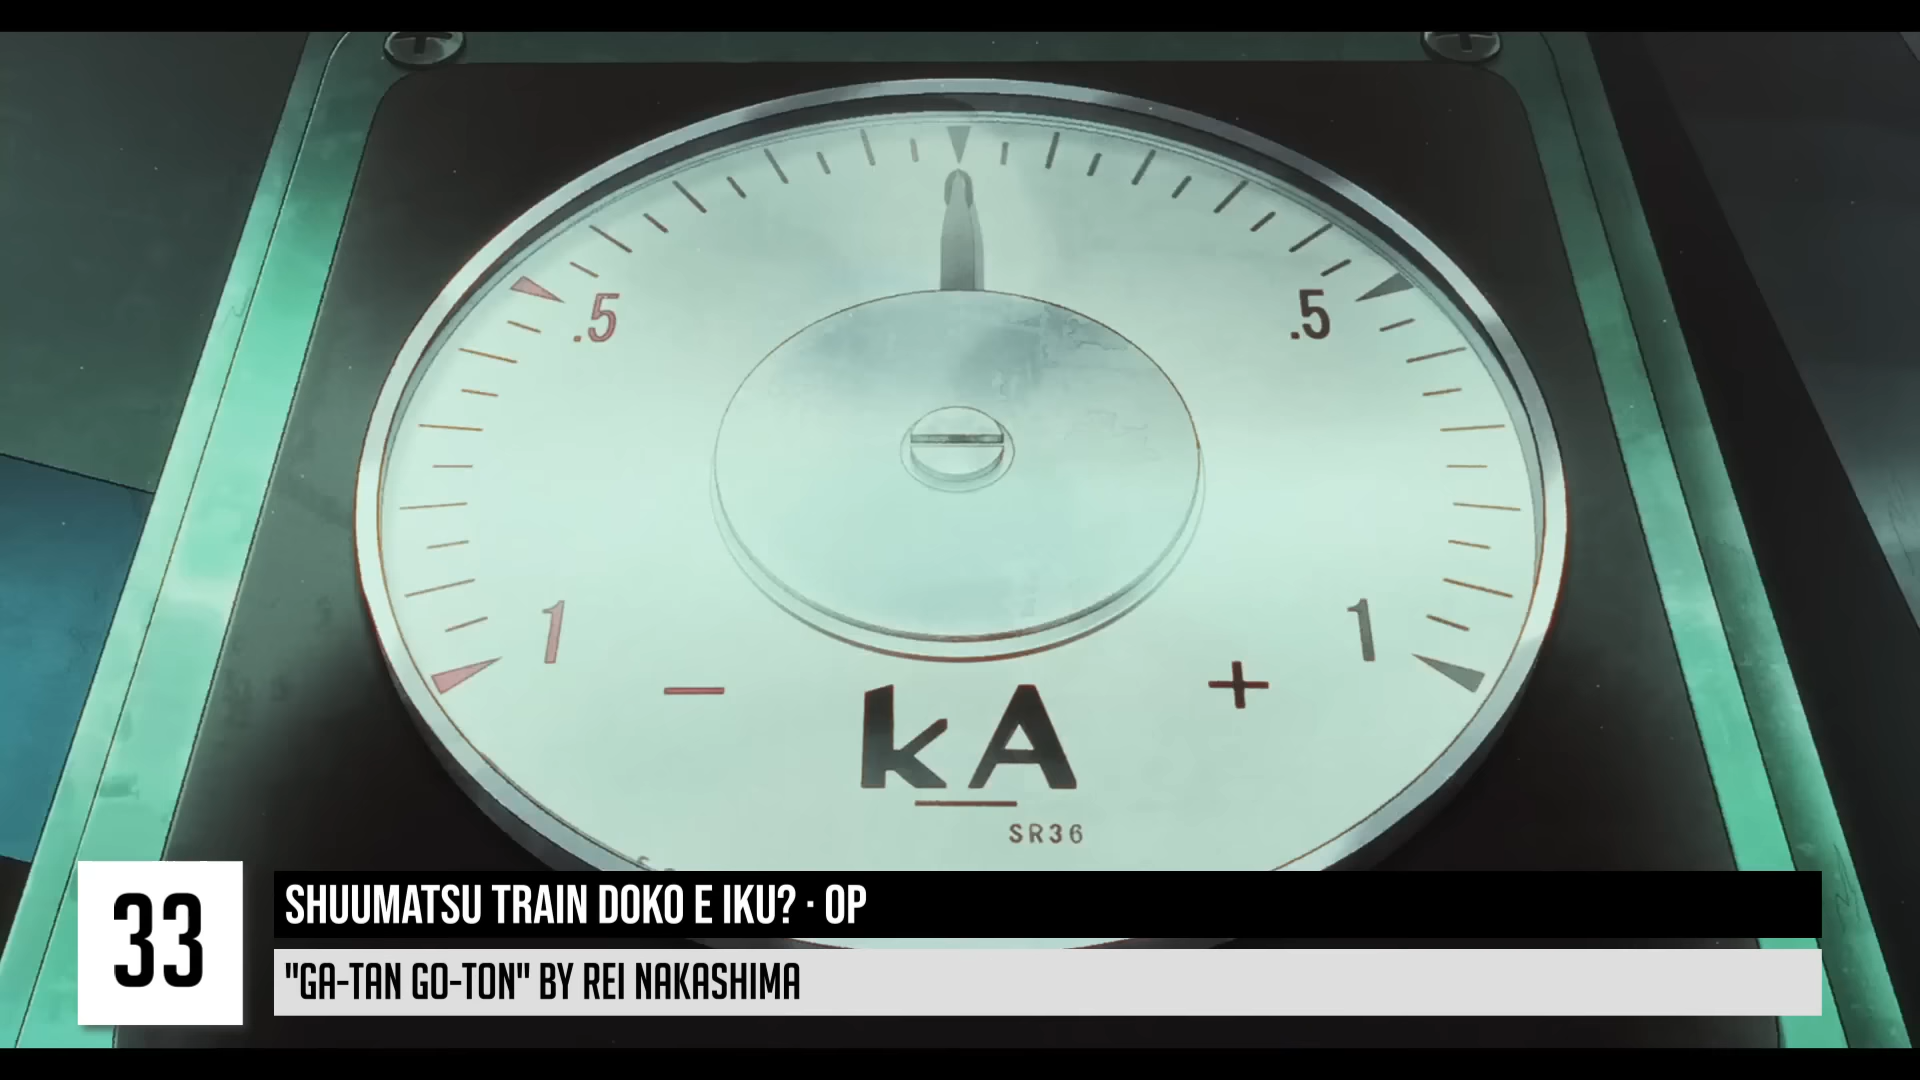 .5
.5
1
1
−
+
kA
SR36
33
SHUUMATSU TRAIN DOKO E IKU? · OP
"GA-TAN GO-TON" BY REI NAKASHIMA